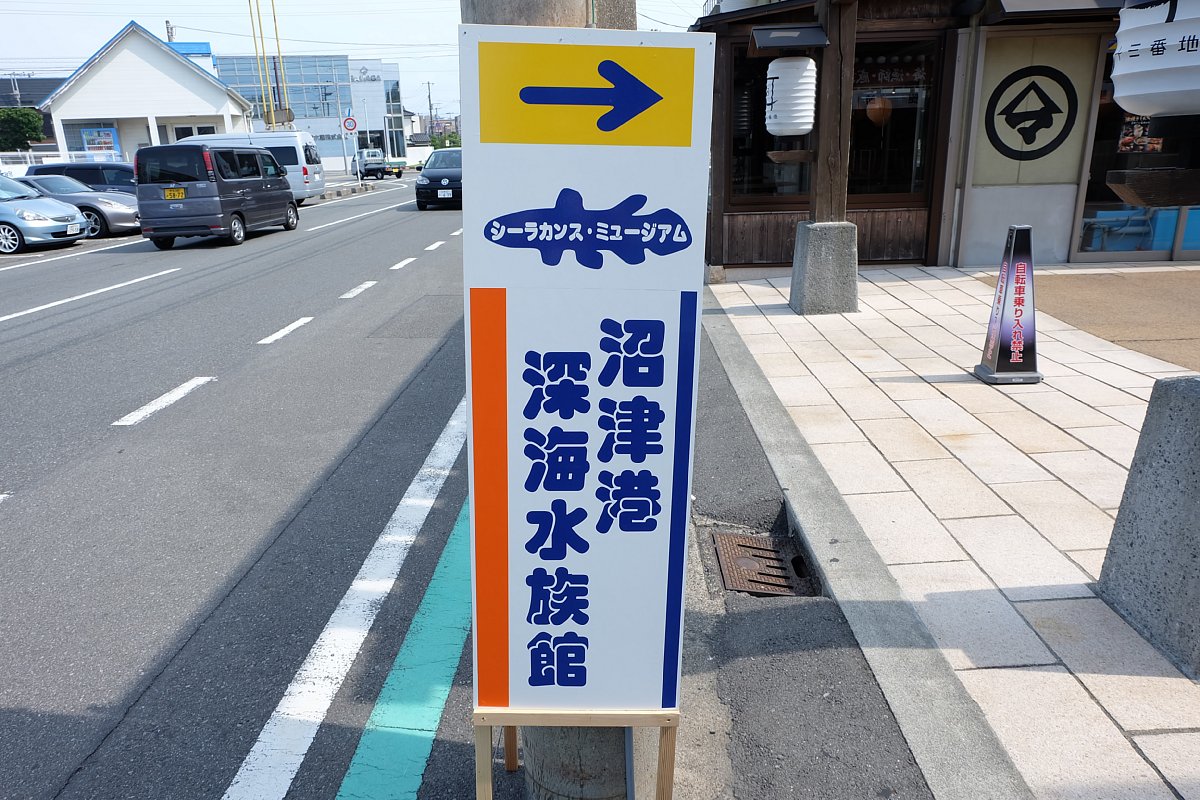 シーラカンス・ミュージアム
沼津港
深海水族館
自転車乗り入れ禁止
三番地